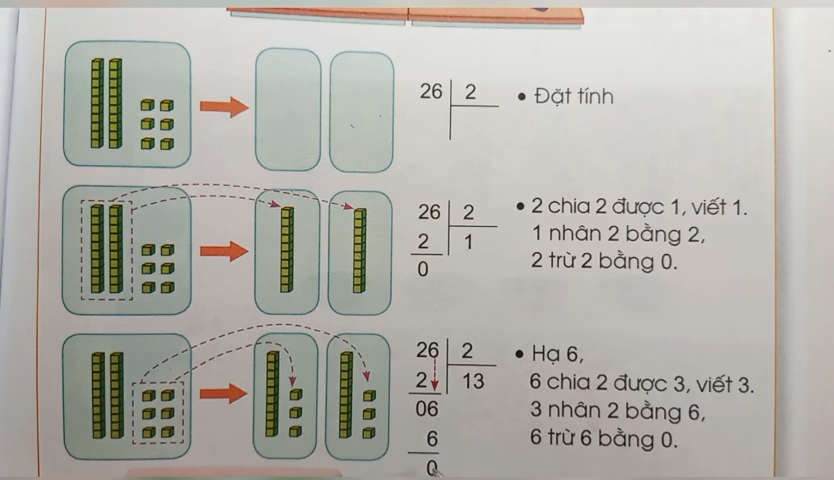 26 2
• Đặt tính
26 2
2 1
0
• 2 chia 2 được 1, viết 1.
1 nhân 2 bằng 2,
2 trừ 2 bằng 0.
26 2
2 13
06
6
0
• Hạ 6,
6 chia 2 được 3, viết 3.
3 nhân 2 bằng 6,
6 trừ 6 bằng 0.